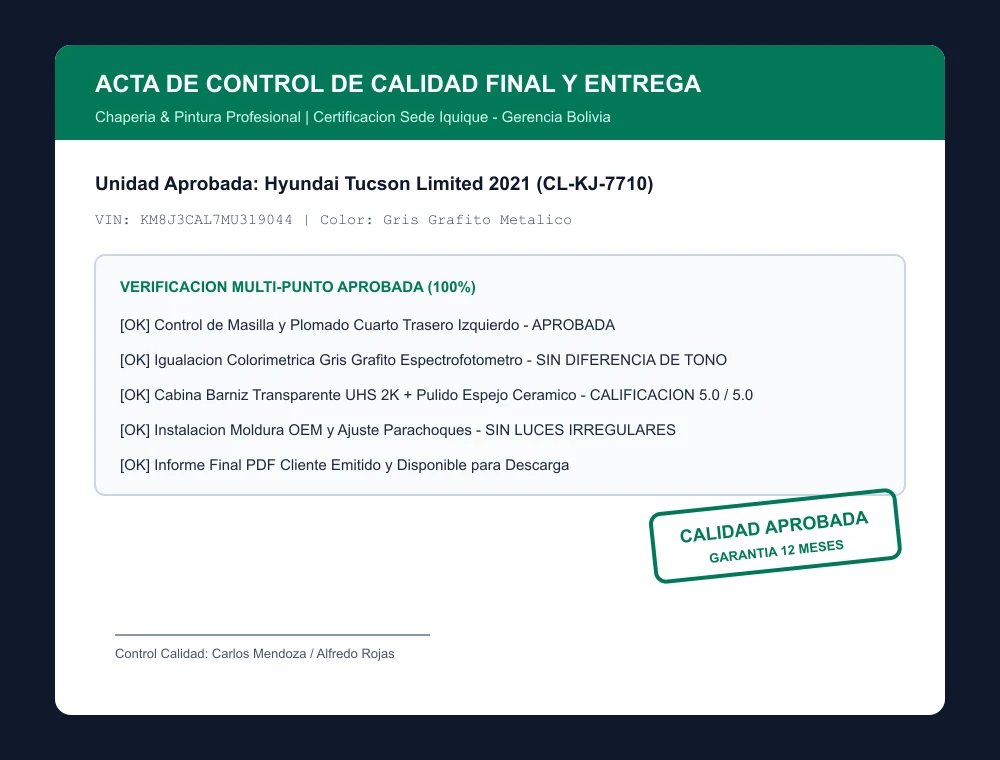 ACTA DE CONTROL DE CALIDAD FINAL Y ENTREGA
Chaperia & Pintura Profesional | Certificacion Sede Iquique - Gerencia Bolivia
Unidad Aprobada: Hyundai Tucson Limited 2021 (CL-KJ-7710)
VIN: KM8J3CAL7MU319044 | Color: Gris Grafito Metalico
VERIFICACION MULTI-PUNTO APROBADA (100%)
[OK] Control de Masilla y Plomado Cuarto Trasero Izquierdo - APROBADA
[OK] Igualacion Colorimetrica Gris Grafito Espectrofotometro - SIN DIFERENCIA DE TONO
[OK] Cabina Barniz Transparente UHS 2K + Pulido Espejo Ceramico - CALIFICACION 5.0 / 5.0
[OK] Instalacion Moldura OEM y Ajuste Parachoques - SIN LUCES IRREGULARES
[OK] Informe Final PDF Cliente Emitido y Disponible para Descarga
CALIDAD APROBADA
GARANTIA 12 MESES
Control Calidad: Carlos Mendoza / Alfredo Rojas